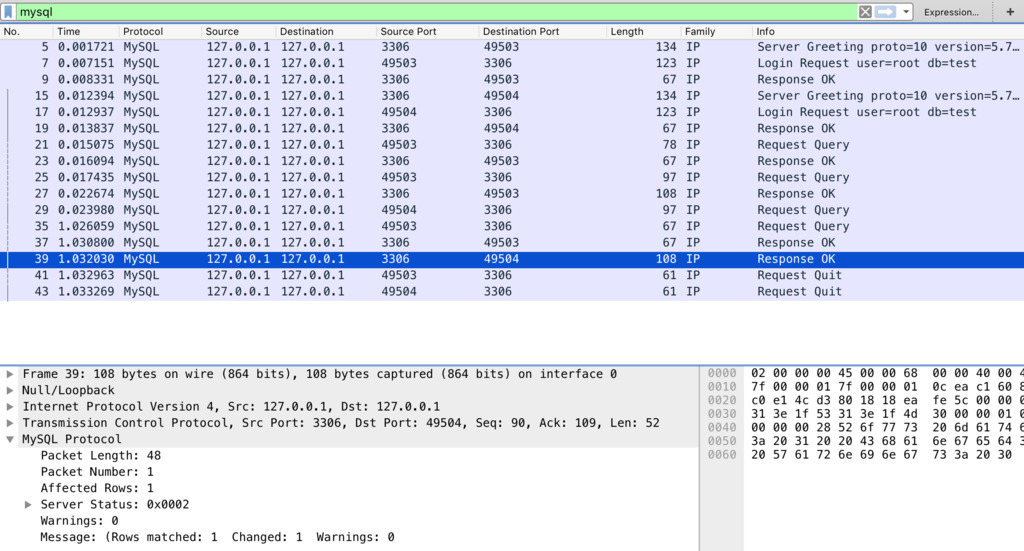 mysql Expression... +
No. Time Protocol Source Destination Source Port Destination Port Length Family Info
5 0.001721 MySQL 127.0.0.1 127.0.0.1 3306 49503 134 IP Server Greeting proto=10 version=5.7…
7 0.007151 MySQL 127.0.0.1 127.0.0.1 49503 3306 123 IP Login Request user=root db=test
9 0.008331 MySQL 127.0.0.1 127.0.0.1 3306 49503 67 IP Response OK
15 0.012394 MySQL 127.0.0.1 127.0.0.1 3306 49504 134 IP Server Greeting proto=10 version=5.7…
17 0.012937 MySQL 127.0.0.1 127.0.0.1 49504 3306 123 IP Login Request user=root db=test
19 0.013837 MySQL 127.0.0.1 127.0.0.1 3306 49504 67 IP Response OK
21 0.015075 MySQL 127.0.0.1 127.0.0.1 49503 3306 78 IP Request Query
23 0.016094 MySQL 127.0.0.1 127.0.0.1 3306 49503 67 IP Response OK
25 0.017435 MySQL 127.0.0.1 127.0.0.1 49503 3306 97 IP Request Query
27 0.022674 MySQL 127.0.0.1 127.0.0.1 3306 49503 108 IP Response OK
29 0.023980 MySQL 127.0.0.1 127.0.0.1 49504 3306 97 IP Request Query
35 1.026059 MySQL 127.0.0.1 127.0.0.1 49503 3306 67 IP Request Query
37 1.030800 MySQL 127.0.0.1 127.0.0.1 3306 49503 67 IP Response OK
39 1.032030 MySQL 127.0.0.1 127.0.0.1 3306 49504 108 IP Response OK
41 1.032963 MySQL 127.0.0.1 127.0.0.1 49503 3306 61 IP Request Quit
43 1.033269 MySQL 127.0.0.1 127.0.0.1 49504 3306 61 IP Request Quit
Frame 39: 108 bytes on wire (864 bits), 108 bytes captured (864 bits) on interface 0
Null/Loopback
Internet Protocol Version 4, Src: 127.0.0.1, Dst: 127.0.0.1
Transmission Control Protocol, Src Port: 3306, Dst Port: 49504, Seq: 90, Ack: 109, Len: 52
MySQL Protocol
Packet Length: 48
Packet Number: 1
Affected Rows: 1
Server Status: 0x0002
Warnings: 0
Message: (Rows matched: 1  Changed: 1  Warnings: 0
0000 02 00 00 00 45 00 00 68 00 00 40 00 4
0010 7f 00 00 01 7f 00 00 01 0c ea c1 60 8
0020 c0 e1 4c d3 80 18 18 ea fe 5c 00 00 0
0030 31 3e 1f 53 31 3e 1f 4d 30 00 00 01 0
0040 00 00 00 28 52 6f 77 73 20 6d 61 74 6
0050 3a 20 31 20 20 43 68 61 6e 67 65 64 3
0060 20 57 61 72 6e 69 6e 67 73 3a 20 30